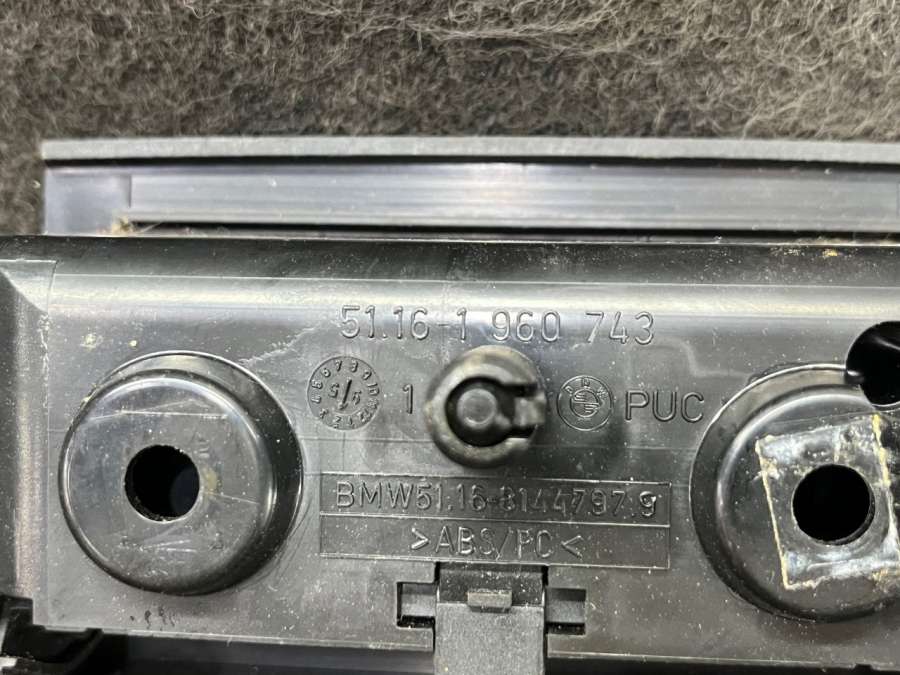 51.16-1 960 743
1 PUC
BMW51.16-8144797.9
>ABS/PC<